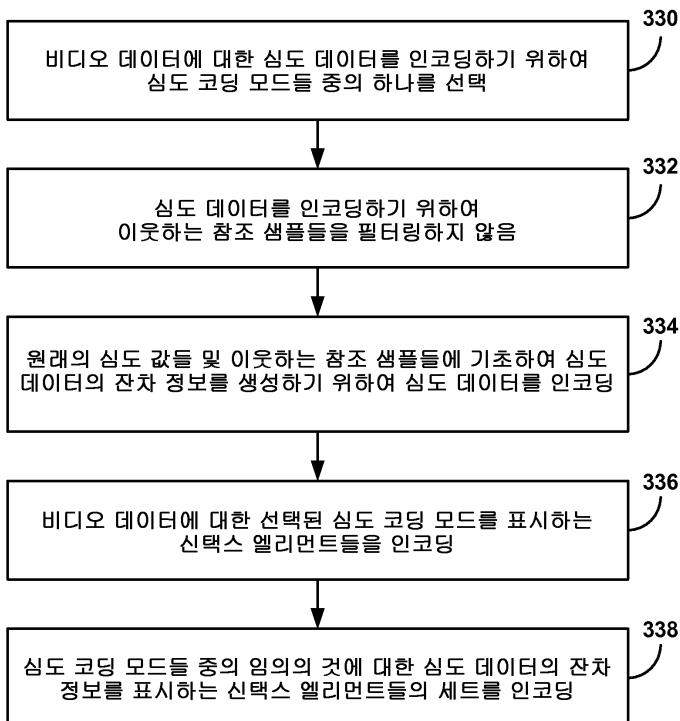 330
비디오 데이터에 대한 심도 데이터를 인코딩하기 위하여
심도 코딩 모드들 중의 하나를 선택
332
심도 데이터를 인코딩하기 위하여
이웃하는 참조 샘플들을 필터링하지 않음
334
원래의 심도 값들 및 이웃하는 참조 샘플들에 기초하여 심도
데이터의 잔차 정보를 생성하기 위하여 심도 데이터를 인코딩
336
비디오 데이터에 대한 선택된 심도 코딩 모드를 표시하는
신택스 엘리먼트들을 인코딩
338
심도 코딩 모드들 중의 임의의 것에 대한 심도 데이터의 잔차
정보를 표시하는 신택스 엘리먼트들의 세트를 인코딩